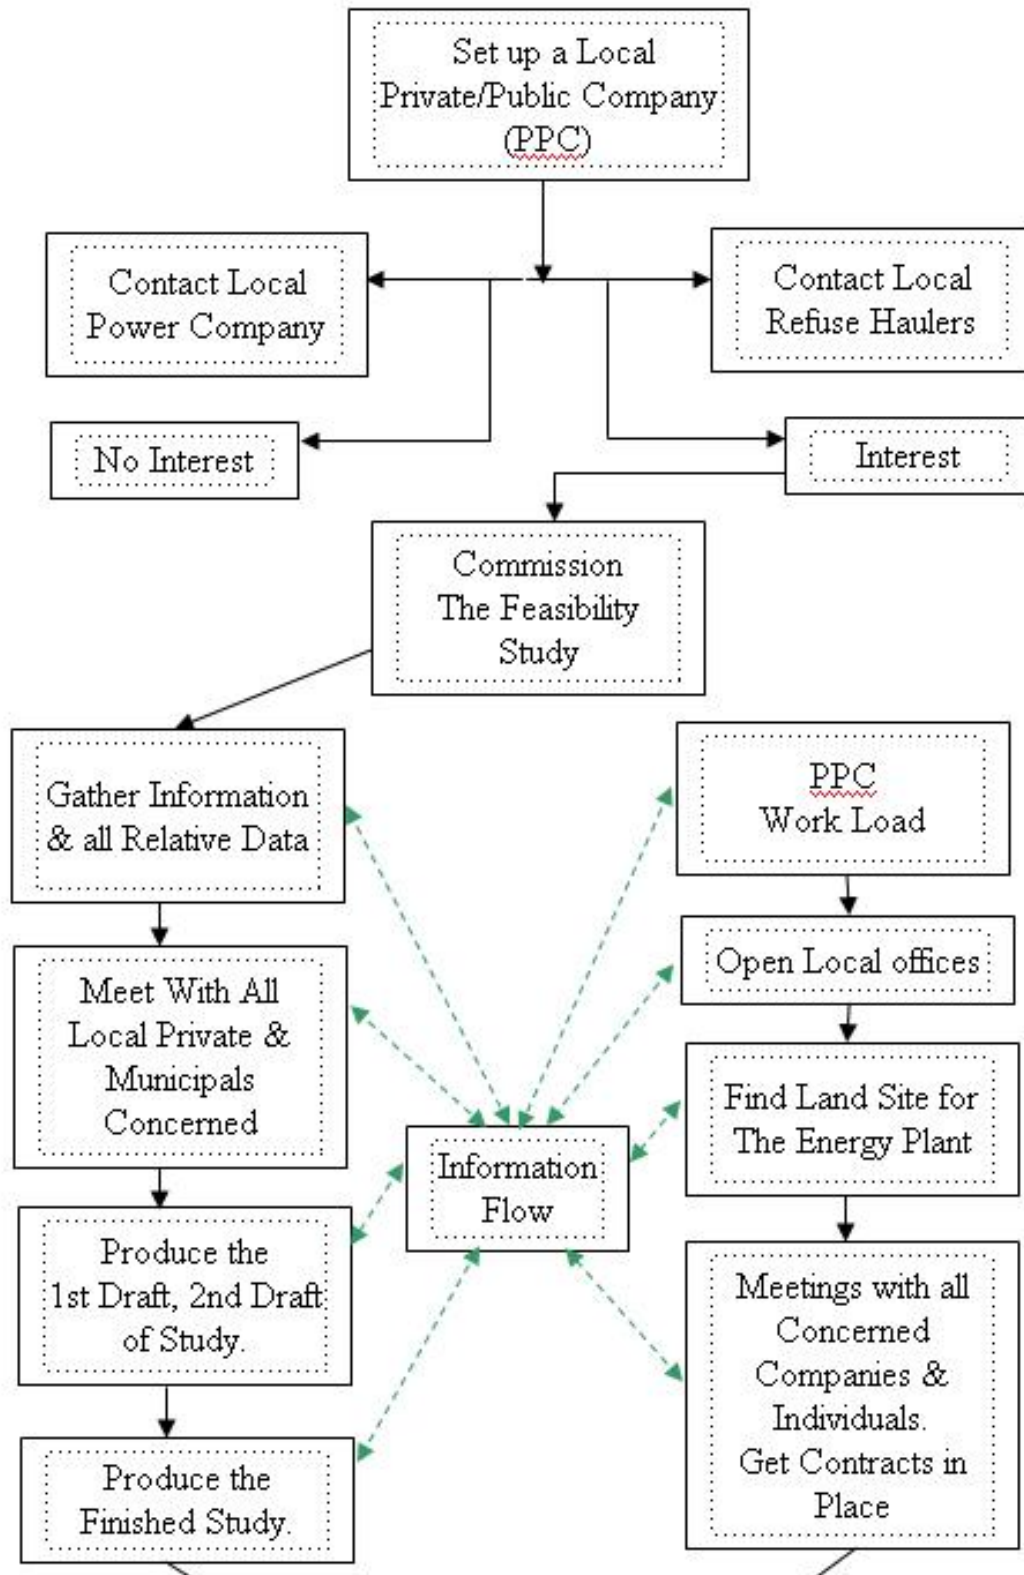 Set up a Local
Private/Public Company
(PPC)
Contact Local
Power Company
Contact Local
Refuse Haulers
No Interest
Interest
Commission
The Feasibility
Study
Gather Information
& all Relative Data
PPC
Work Load
Open Local offices
Meet With All
Local Private &
Municipals
Concerned
Find Land Site for
The Energy Plant
Information
Flow
Produce the
1st Draft, 2nd Draft
of Study.
Meetings with all
Concerned
Companies &
Individuals.
Get Contracts in
Place
Produce the
Finished Study.